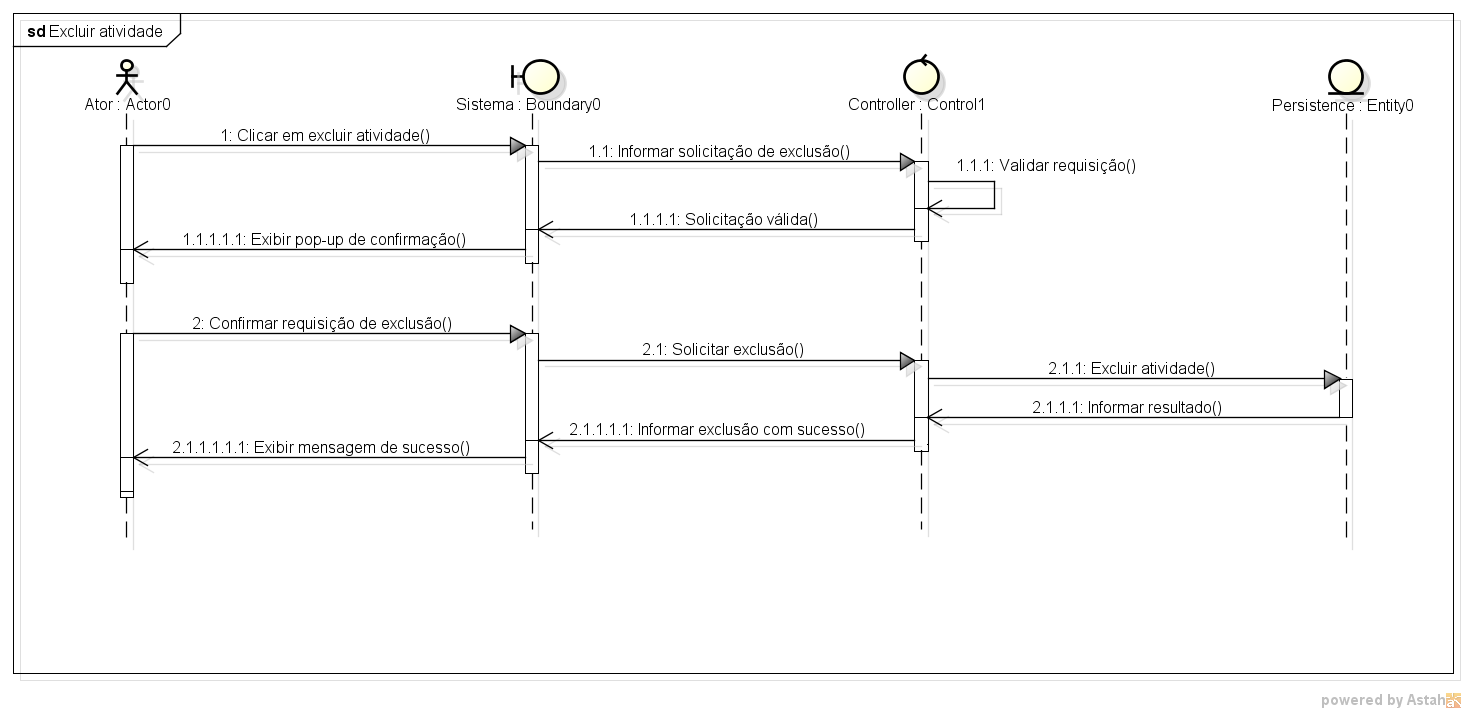 sd Excluir atividade
Ator : Actor0
Sistema : Boundary0
Controller : Control1
Persistence : Entity0
1: Clicar em excluir atividade()
1.1: Informar solicitação de exclusão()
1.1.1: Validar requisição()
1.1.1.1: Solicitação válida()
1.1.1.1.1: Exibir pop-up de confirmação()
2: Confirmar requisição de exclusão()
2.1: Solicitar exclusão()
2.1.1: Excluir atividade()
2.1.1.1: Informar resultado()
2.1.1.1.1: Informar exclusão com sucesso()
2.1.1.1.1.1: Exibir mensagem de sucesso()
powered by Astah